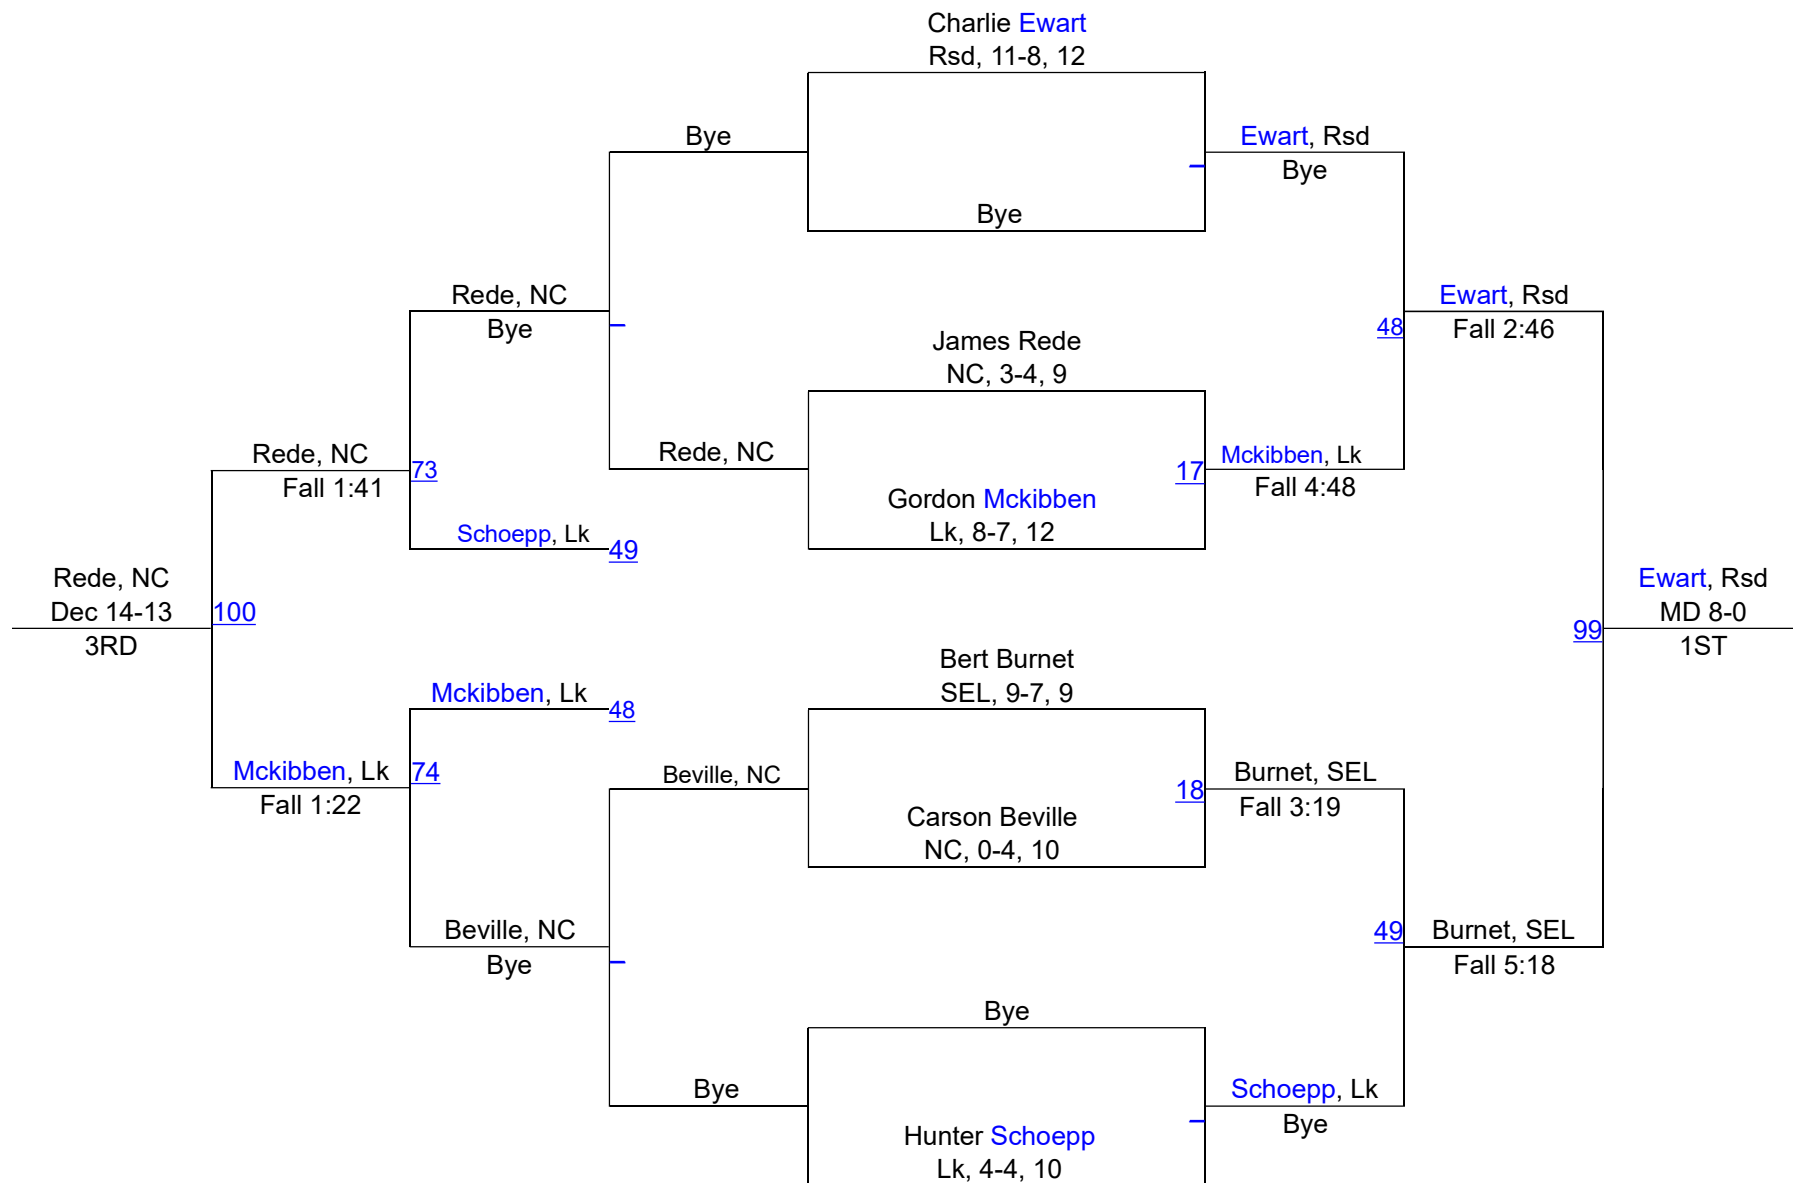 Charlie Ewart
Rsd, 11-8, 12
Bye
Ewart, Rsd
Bye
Bye
Rede, NC
Bye
Ewart, Rsd
48
Fall 2:46
James Rede
NC, 3-4, 9
Rede, NC
73
Fall 1:41
Rede, NC
17
Mckibben, Lk
Fall 4:48
Gordon Mckibben
Lk, 8-7, 12
Schoepp, Lk
49
Rede, NC
Dec 14-13
100
3RD
Ewart, Rsd
MD 8-0
99
1ST
Bert Burnet
SEL, 9-7, 9
Mckibben, Lk
48
Mckibben, Lk
74
Fall 1:22
Beville, NC
18
Burnet, SEL
Fall 3:19
Carson Beville
NC, 0-4, 10
Beville, NC
Bye
49
Burnet, SEL
Fall 5:18
Bye
Bye
Schoepp, Lk
Bye
Hunter Schoepp
Lk, 4-4, 10